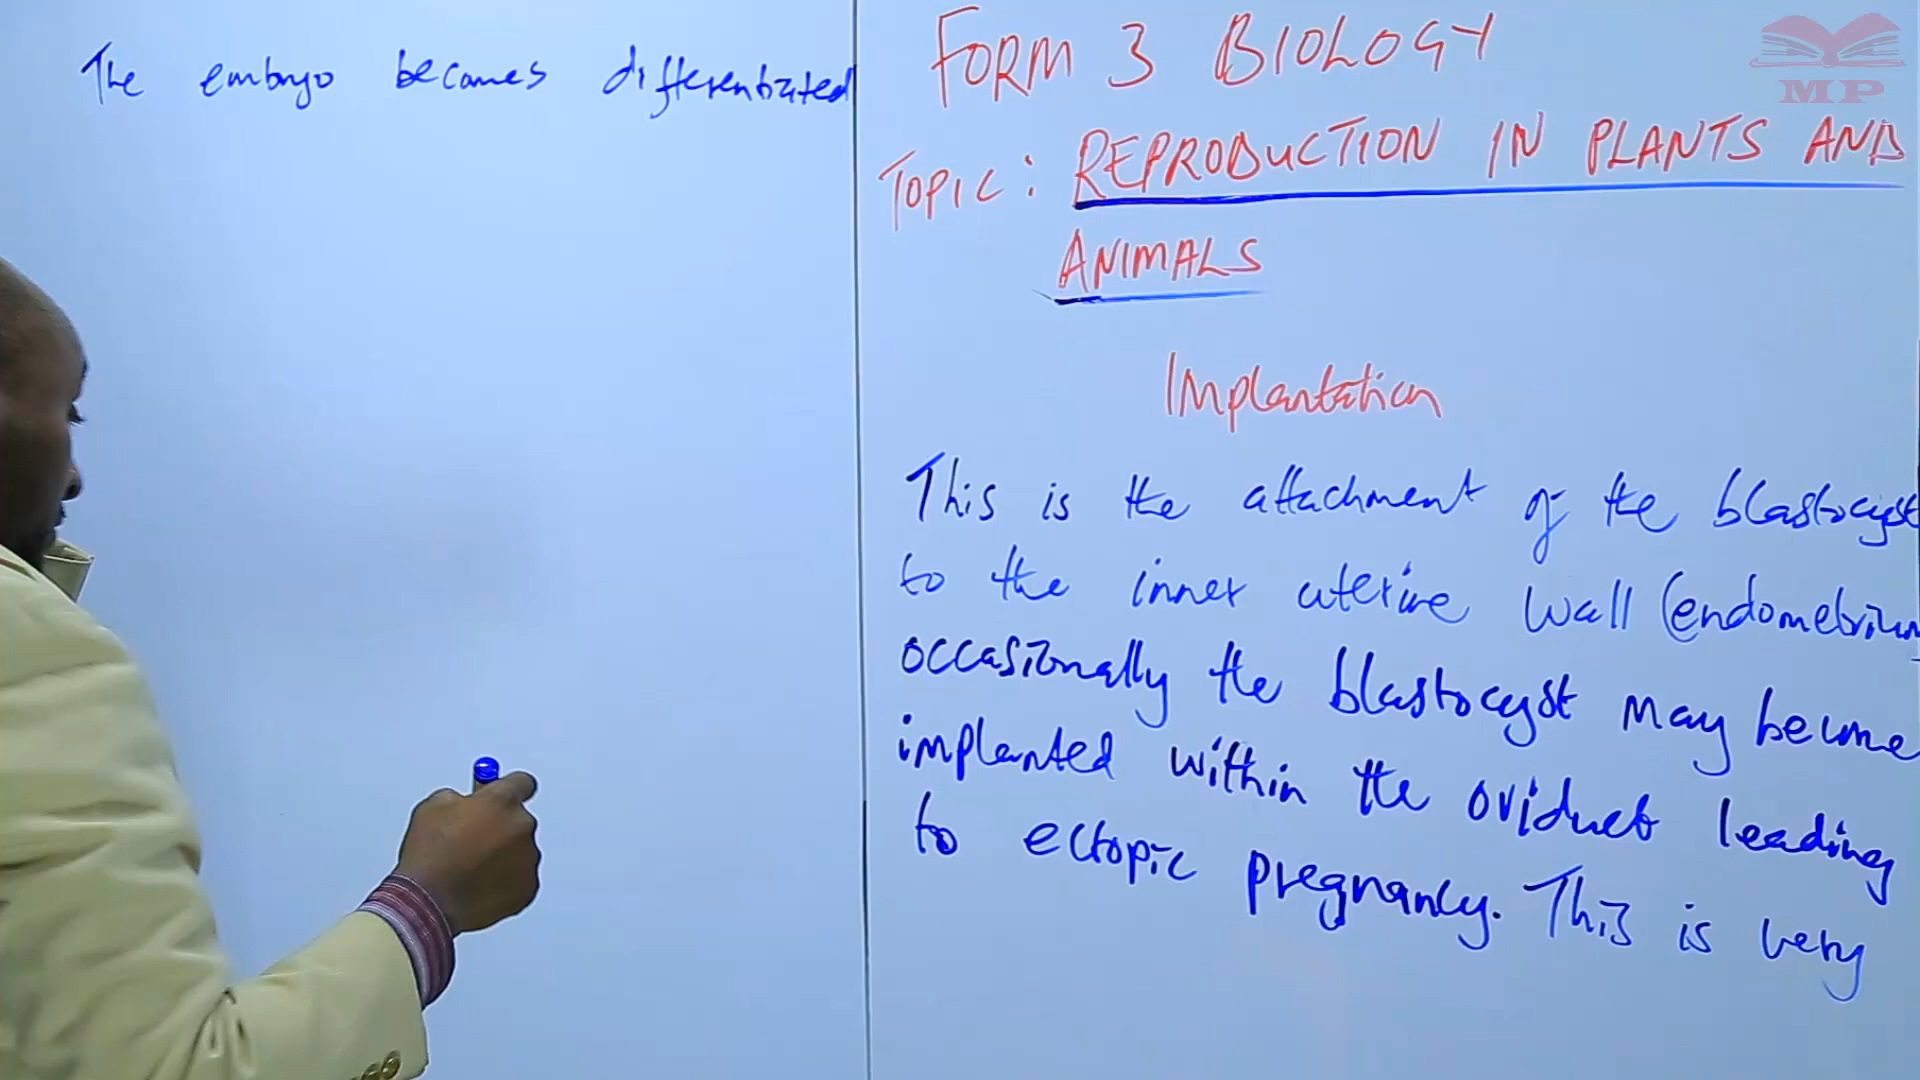 The embryo becomes differentiated
FORM 3 BIOLOGY
TOPIC: REPRODUCTION IN PLANTS AND
ANIMALS
Implantation
This is the attachment of the blastocyst
to the inner uterine wall (endometrium
occasionally the blastocyst may become
implanted within the oviduct leading
to ectopic pregnancy. This is very
MP